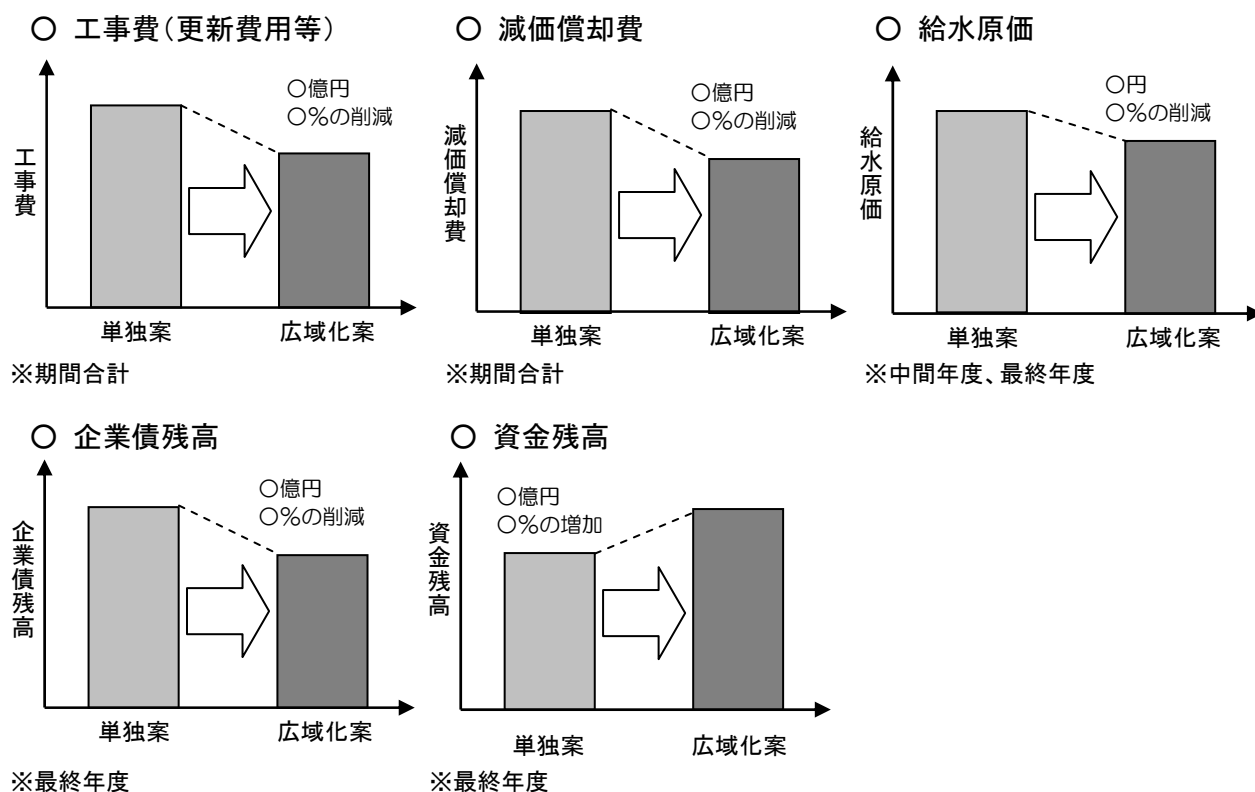 ○ 工事費（更新費用等）
○億円
○％の削減
工事費
単独案
広域化案
※期間合計
○ 減価償却費
○億円
○％の削減
減価償却費
単独案
広域化案
※期間合計
○ 給水原価
○円
○％の削減
給水原価
単独案
広域化案
※中間年度、最終年度
○ 企業債残高
○億円
○％の削減
企業債残高
単独案
広域化案
※最終年度
○ 資金残高
○億円
○％の増加
資金残高
単独案
広域化案
※最終年度